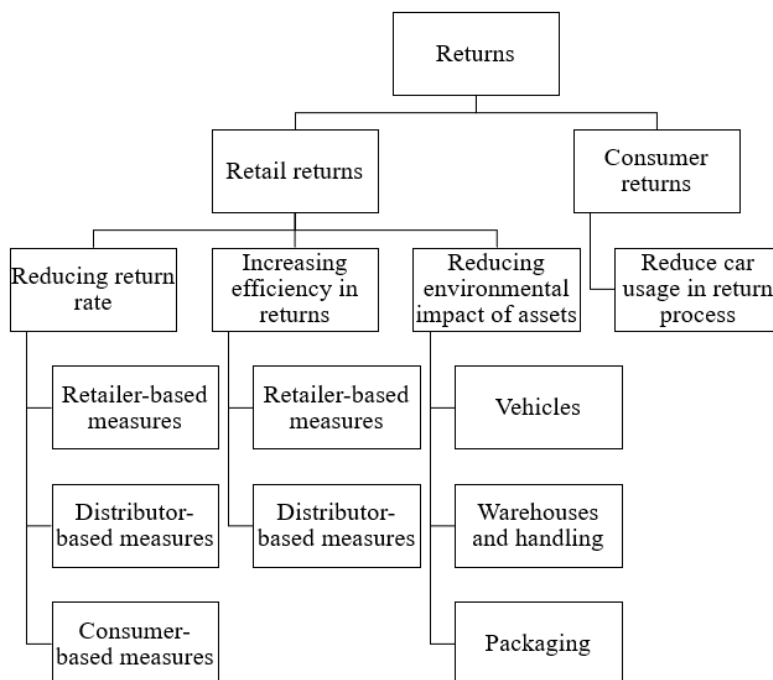 Returns
Retail returns
Consumer
returns
Reducing return
rate
Increasing
efficiency in
returns
Reducing
environmental
impact of assets
Reduce car
usage in return
process
Retailer-based
measures
Retailer-based
measures
Vehicles
Distributor-
based measures
Distributor-
based measures
Warehouses
and handling
Consumer-
based measures
Packaging